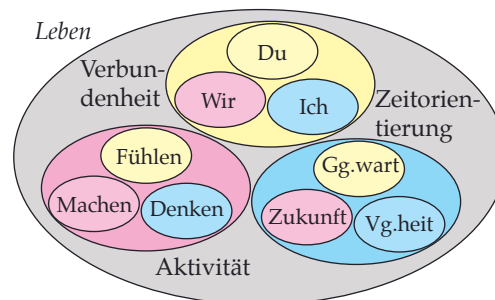 Leben
Du
Verbun-
denheit
Wir
Ich
Zeitorien-
tierung
Fühlen
Machen
Denken
Gg.wart
Zukunft
Vg.heit
Aktivität